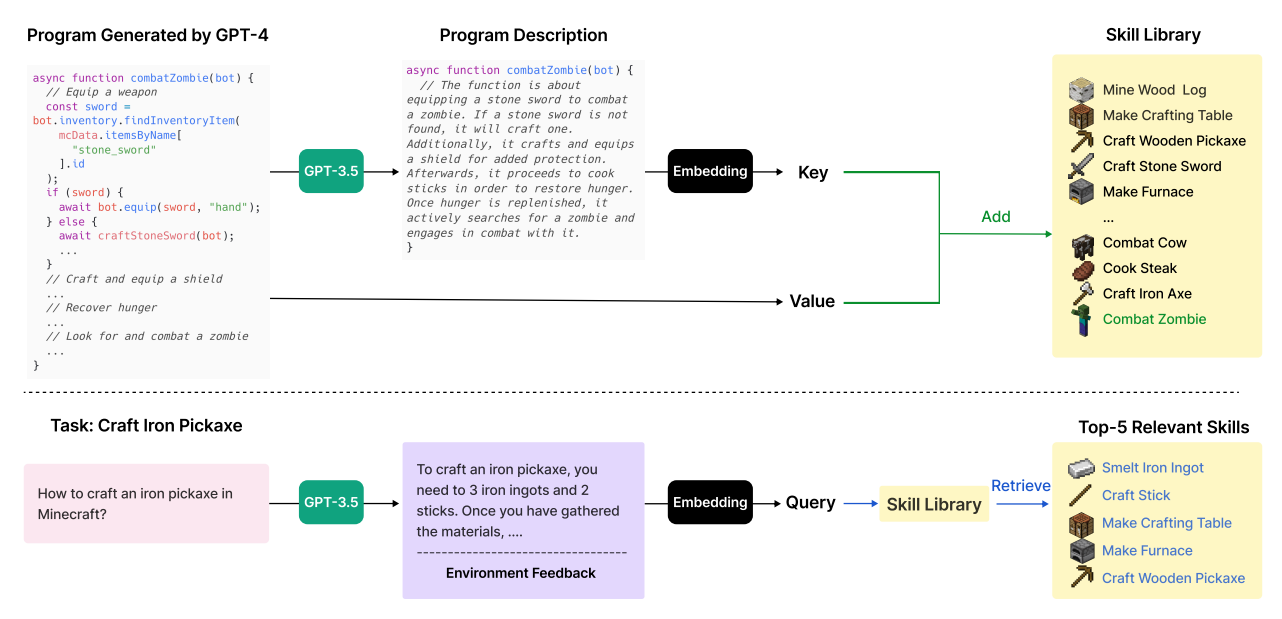 Program Generated by GPT-4
async function combatZombie(bot) {
  // Equip a weapon
  const sword =
bot.inventory.findInventoryItem(
    mcData.itemsByName[
      "stone_sword"
    ].id
  );
  if (sword) {
    await bot.equip(sword, "hand");
  } else {
    await craftStoneSword(bot);
    ...
  }
  // Craft and equip a shield
  ...
  // Recover hunger
  ...
  // Look for and combat a zombie
  ...
}
GPT-3.5
Program Description
async function combatZombie(bot) {
  // The function is about
equipping a stone sword to combat
a zombie. If a stone sword is not
found, it will craft one.
Additionally, it crafts and equips
a shield for added protection.
Afterwards, it proceeds to cook
sticks in order to restore hunger.
Once hunger is replenished, it
actively searches for a zombie and
engages in combat with it.
}
Embedding
Key
Value
Add
Skill Library
Mine Wood Log
Make Crafting Table
Craft Wooden Pickaxe
Craft Stone Sword
Make Furnace
...
Combat Cow
Cook Steak
Craft Iron Axe
Combat Zombie
Task: Craft Iron Pickaxe
How to craft an iron pickaxe in
Minecraft?
GPT-3.5
To craft an iron pickaxe, you
need to 3 iron ingots and 2
sticks. Once you have gathered
the materials, ....
Environment Feedback
Embedding
Query
Skill Library
Retrieve
Top-5 Relevant Skills
Smelt Iron Ingot
Craft Stick
Make Crafting Table
Make Furnace
Craft Wooden Pickaxe